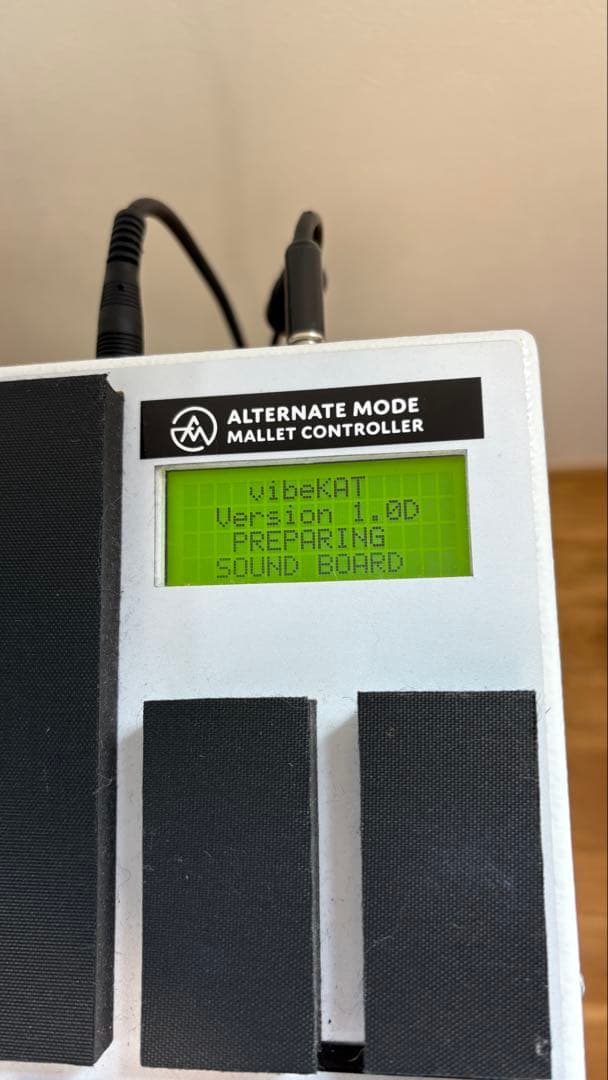 ALTERNATE MODE
MALLET CONTROLLER
vibeKAT
Version 1.0D
PREPARING
SOUND BOARD